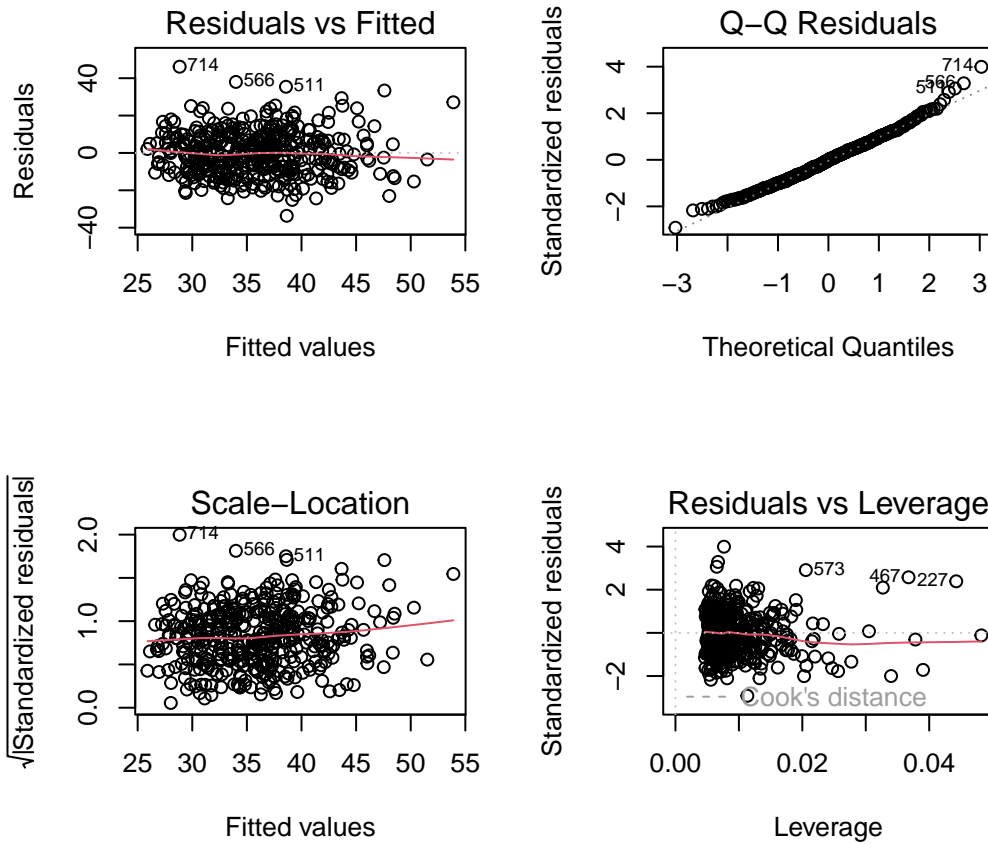 Residuals vs Fitted
Residuals
40
0
−40
714
566
511
25 30 35 40 45 50 55
Fitted values
Q−Q Residuals
Standardized residuals
4
2
0
−2
714
566
511
−3 −1 0 1 2 3
Theoretical Quantiles
Scale−Location
√|Standardized residuals|
2.0
1.0
0.0
714
566
511
25 30 35 40 45 50 55
Fitted values
Residuals vs Leverage
Standardized residuals
4
2
−2
573
467
227
Cook's distance
0.00 0.02 0.04
Leverage